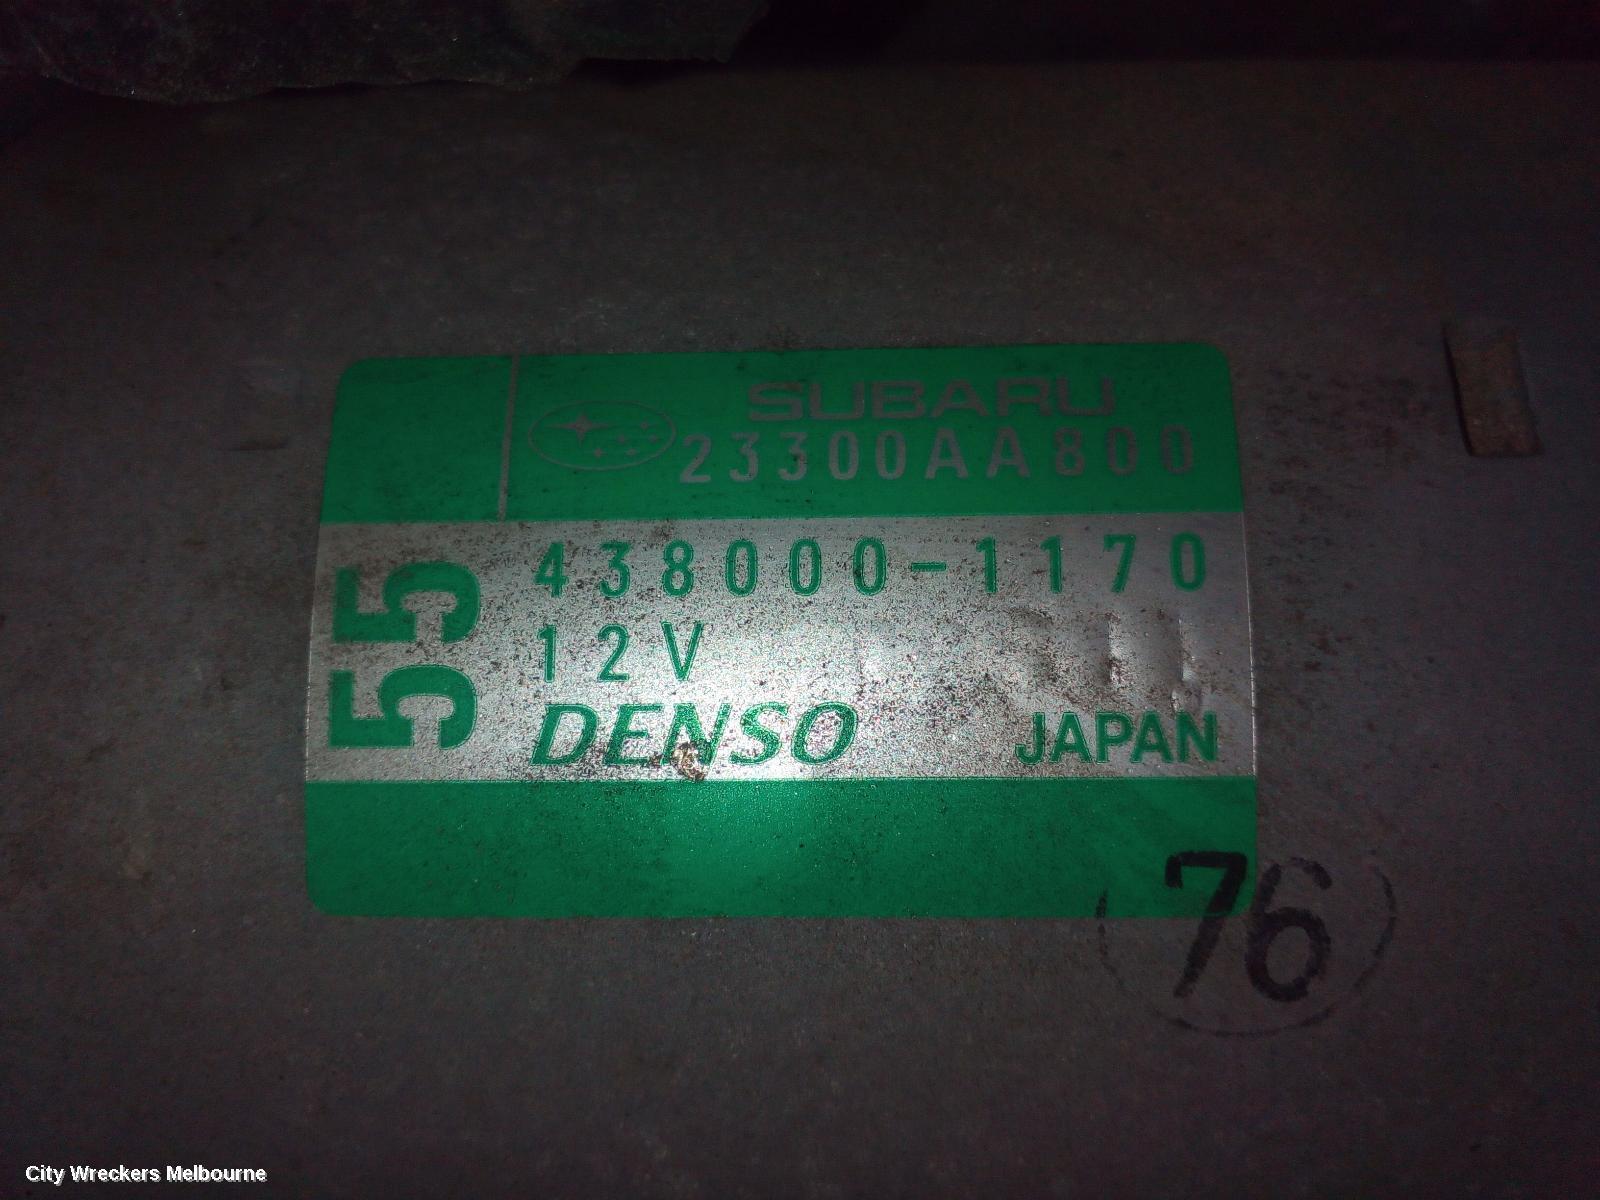 SUBARU
23300AA800
55
438000-1170
12V
DENSO JAPAN
76
City Wreckers Melbourne